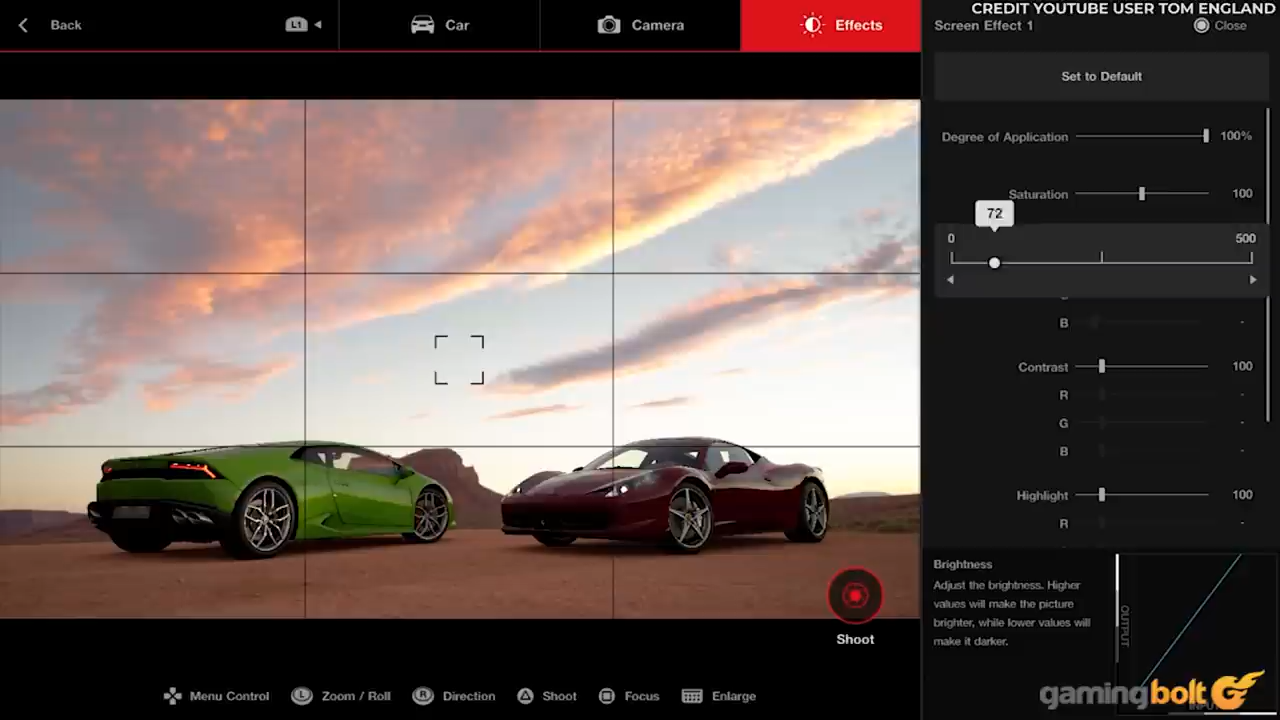 CREDIT YOUTUBE USER TOM ENGLAND
Back
L1
Car
Camera
Effects
Screen Effect 1
Close
Set to Default
Degree of Application 100%
Saturation 100
72
0 500
B -
Contrast 100
R -
G -
B -
Highlight 100
R -
Brightness
Adjust the brightness. Higher
values will make the picture
brighter, while lower values will
make it darker.
OUTPUT
Shoot
Menu Control
L Zoom / Roll
R Direction
Shoot
Focus
Enlarge
gamingbolt